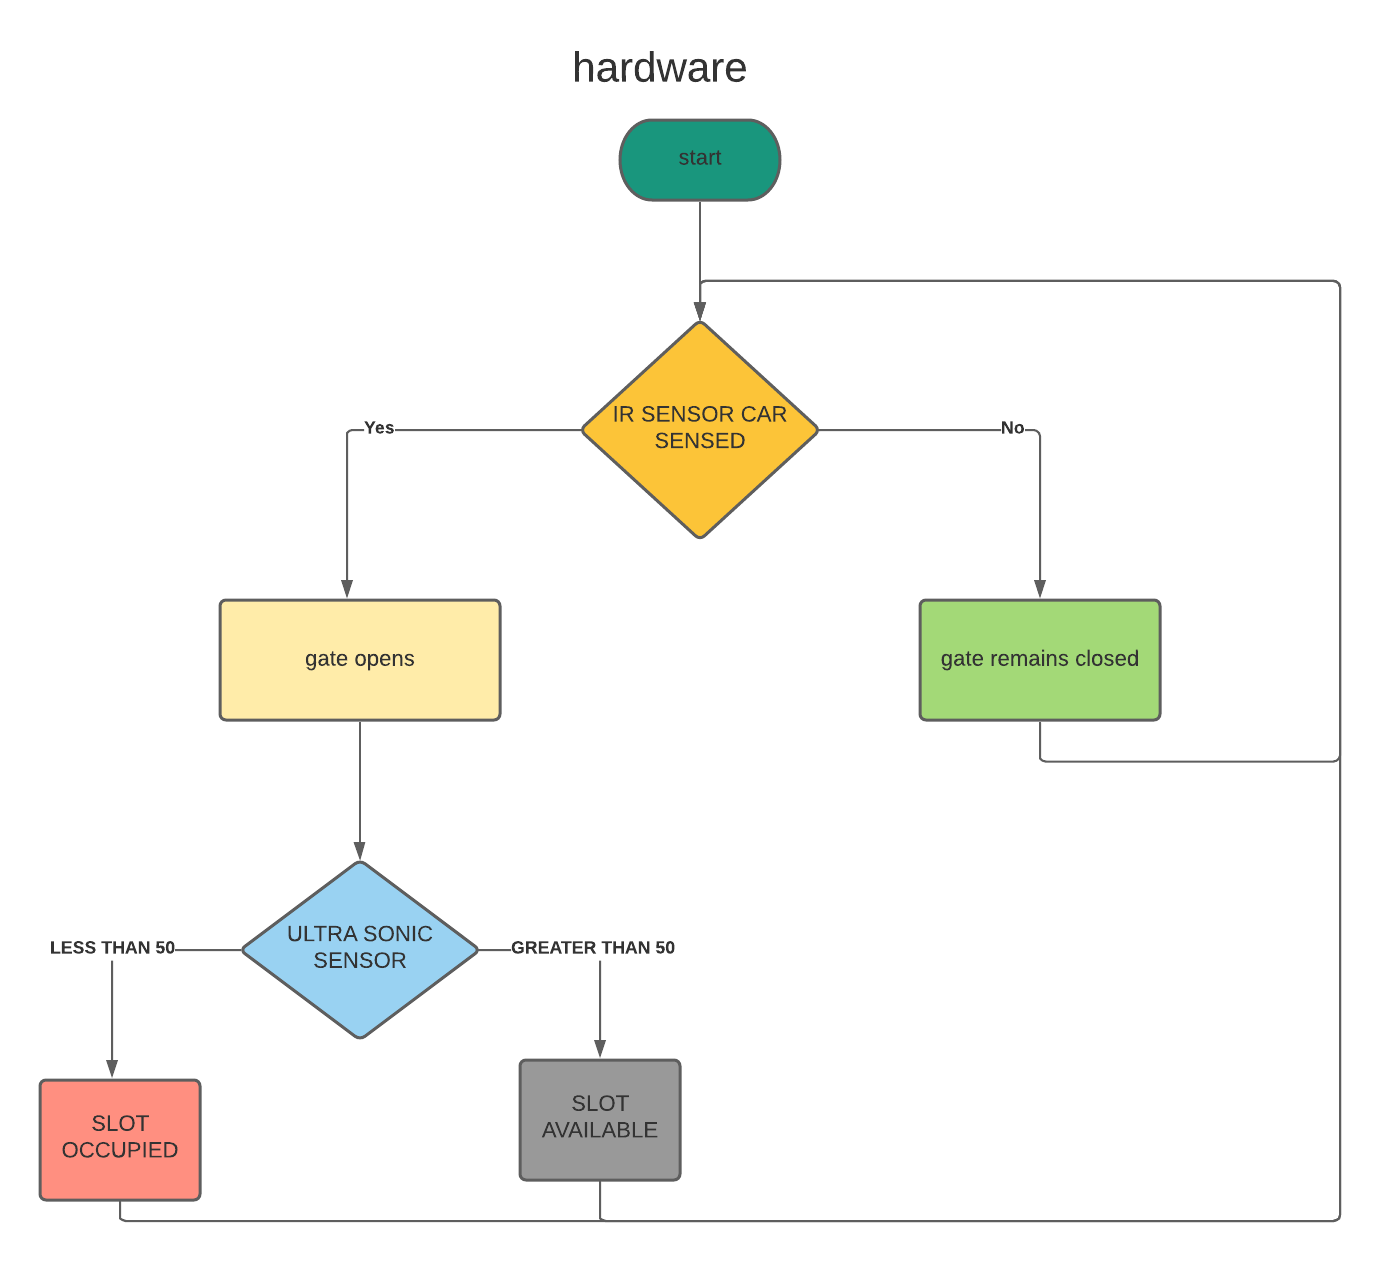 hardware
start
IR SENSOR CAR
SENSED
Yes
No
gate opens
gate remains closed
ULTRA SONIC
SENSOR
LESS THAN 50
GREATER THAN 50
SLOT
OCCUPIED
SLOT
AVAILABLE